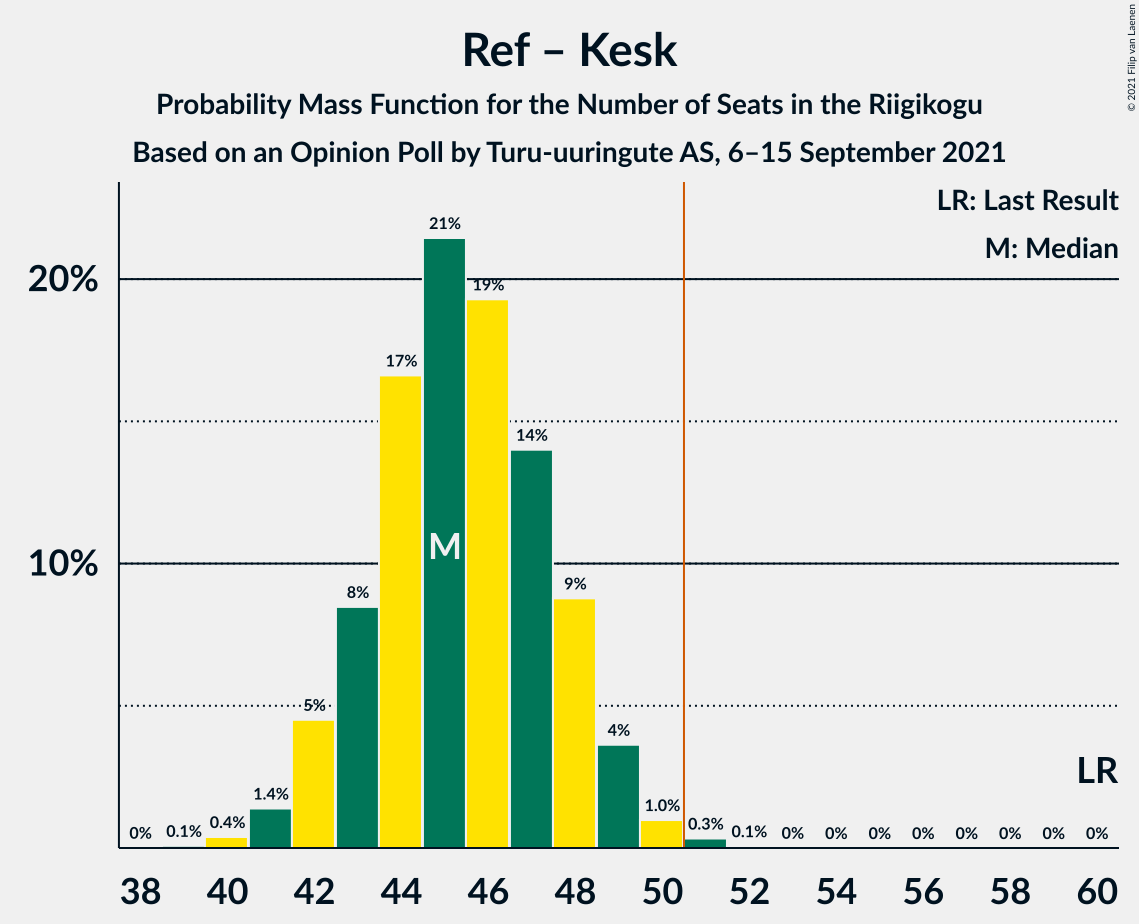 Ref – Kesk
Probability Mass Function for the Number of Seats in the Riigikogu
Based on an Opinion Poll by Turu-uuringute AS, 6–15 September 2021
© 2021 Filip van Laenen
LR: Last Result
M: Median
20%
10%
0%
0.1%
0.4%
1.4%
5%
8%
17%
21%
19%
14%
9%
4%
1.0%
0.3%
0.1%
0%
0%
0%
0%
0%
0%
0%
0%
M
LR
38 40 42 44 46 48 50 52 54 56 58 60